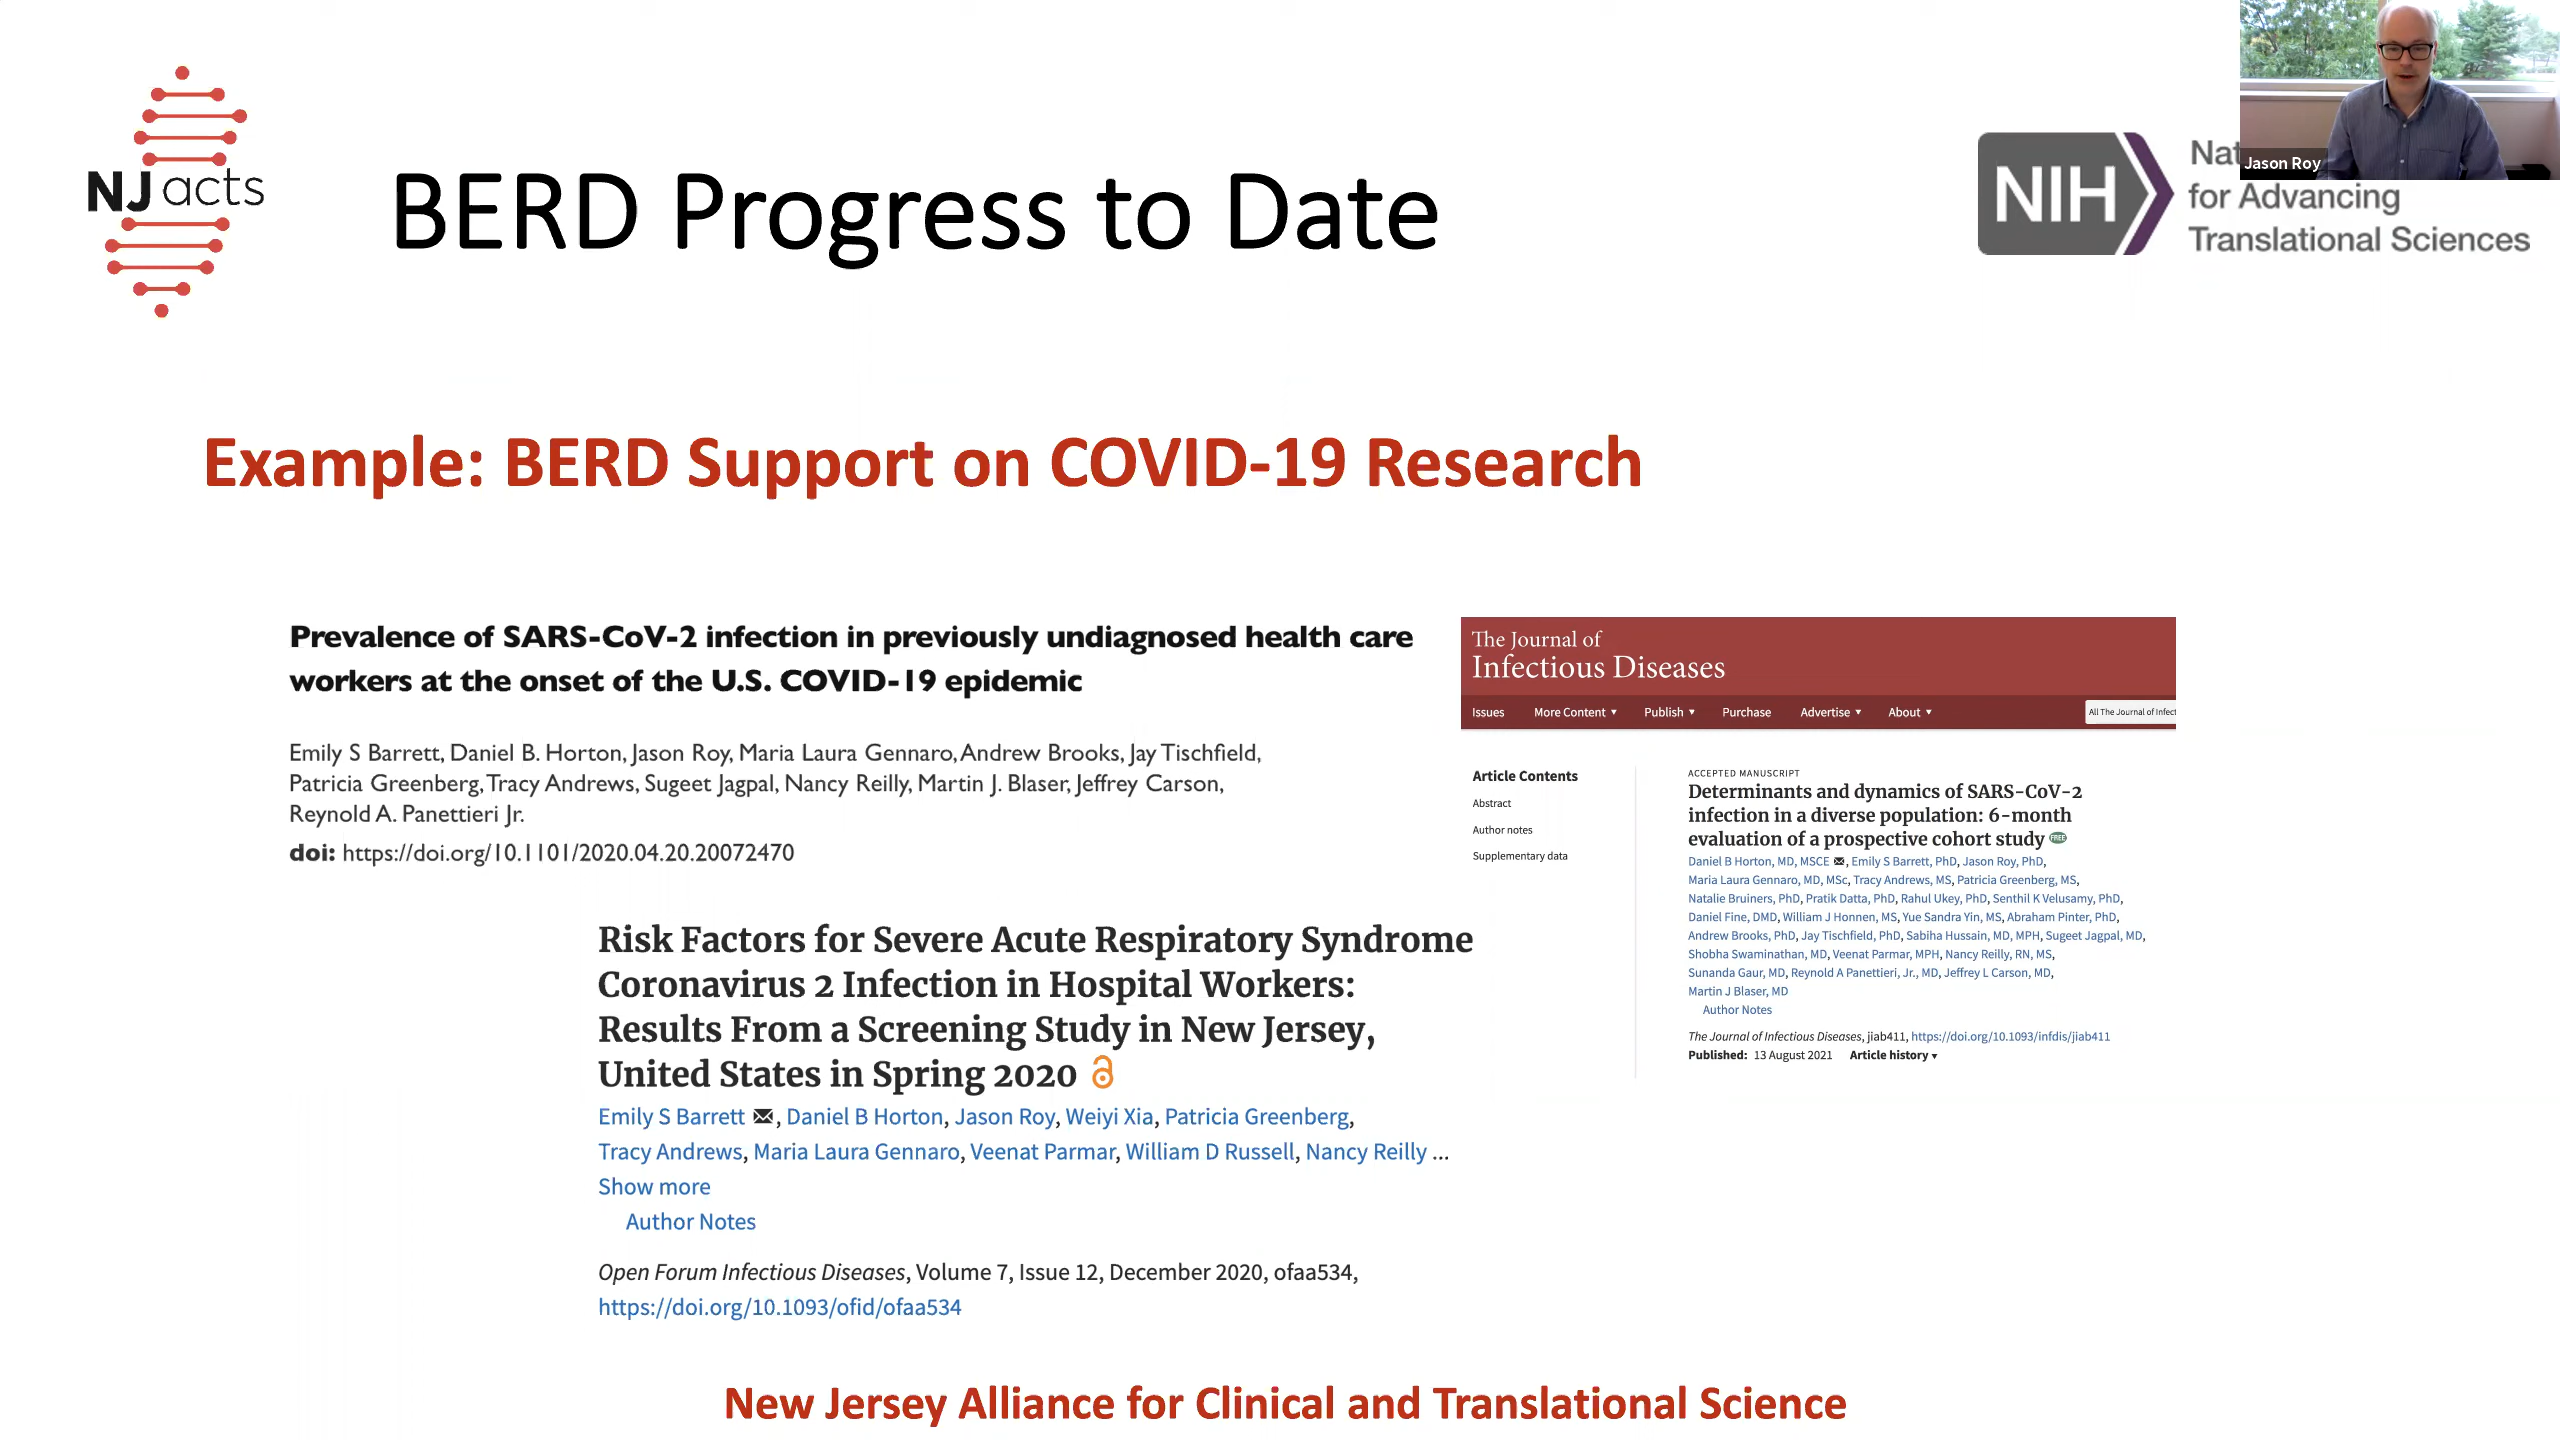 NJ acts
BERD Progress to Date
NIH
Nat
for Advancing
Translational Sciences
Jason Roy
Example: BERD Support on COVID-19 Research
Prevalence of SARS-CoV-2 infection in previously undiagnosed health care
workers at the onset of the U.S. COVID-19 epidemic
Emily S Barrett, Daniel B. Horton, Jason Roy, Maria Laura Gennaro, Andrew Brooks, Jay Tischfield,
Patricia Greenberg, Tracy Andrews, Sugeet Jagpal, Nancy Reilly, Martin J. Blaser, Jeffrey Carson,
Reynold A. Panettieri Jr.
doi: https://doi.org/10.1101/2020.04.20.20072470
Risk Factors for Severe Acute Respiratory Syndrome
Coronavirus 2 Infection in Hospital Workers:
Results From a Screening Study in New Jersey,
United States in Spring 2020
Emily S Barrett, Daniel B Horton, Jason Roy, Weiyi Xia, Patricia Greenberg,
Tracy Andrews, Maria Laura Gennaro, Veenat Parmar, William D Russell, Nancy Reilly ...
Show more
Author Notes
Open Forum Infectious Diseases, Volume 7, Issue 12, December 2020, ofaa534,
https://doi.org/10.1093/ofid/ofaa534
The Journal of
Infectious Diseases
Issues More Content ▼ Publish ▼ Purchase Advertise ▼ About ▼ All The Journal of Infect
Article Contents
Abstract
Author notes
Supplementary data
ACCEPTED MANUSCRIPT
Determinants and dynamics of SARS-CoV-2
infection in a diverse population: 6-month
evaluation of a prospective cohort study FREE
Daniel B Horton, MD, MSCE, Emily S Barrett, PhD, Jason Roy, PhD,
Maria Laura Gennaro, MD, MSc, Tracy Andrews, MS, Patricia Greenberg, MS,
Natalie Bruiners, PhD, Pratik Datta, PhD, Rahul Ukey, PhD, Senthil K Velusamy, PhD,
Daniel Fine, DMD, William J Honnen, MS, Yue Sandra Yin, MS, Abraham Pinter, PhD,
Andrew Brooks, PhD, Jay Tischfield, PhD, Sabiha Hussain, MD, MPH, Sugeet Jagpal, MD,
Shobha Swaminathan, MD, Veenat Parmar, MPH, Nancy Reilly, RN, MS,
Sunanda Gaur, MD, Reynold A Panettieri, Jr., MD, Jeffrey L Carson, MD,
Martin J Blaser, MD
Author Notes
The Journal of Infectious Diseases, jiab411, https://doi.org/10.1093/infdis/jiab411
Published: 13 August 2021 Article history ▼
New Jersey Alliance for Clinical and Translational Science